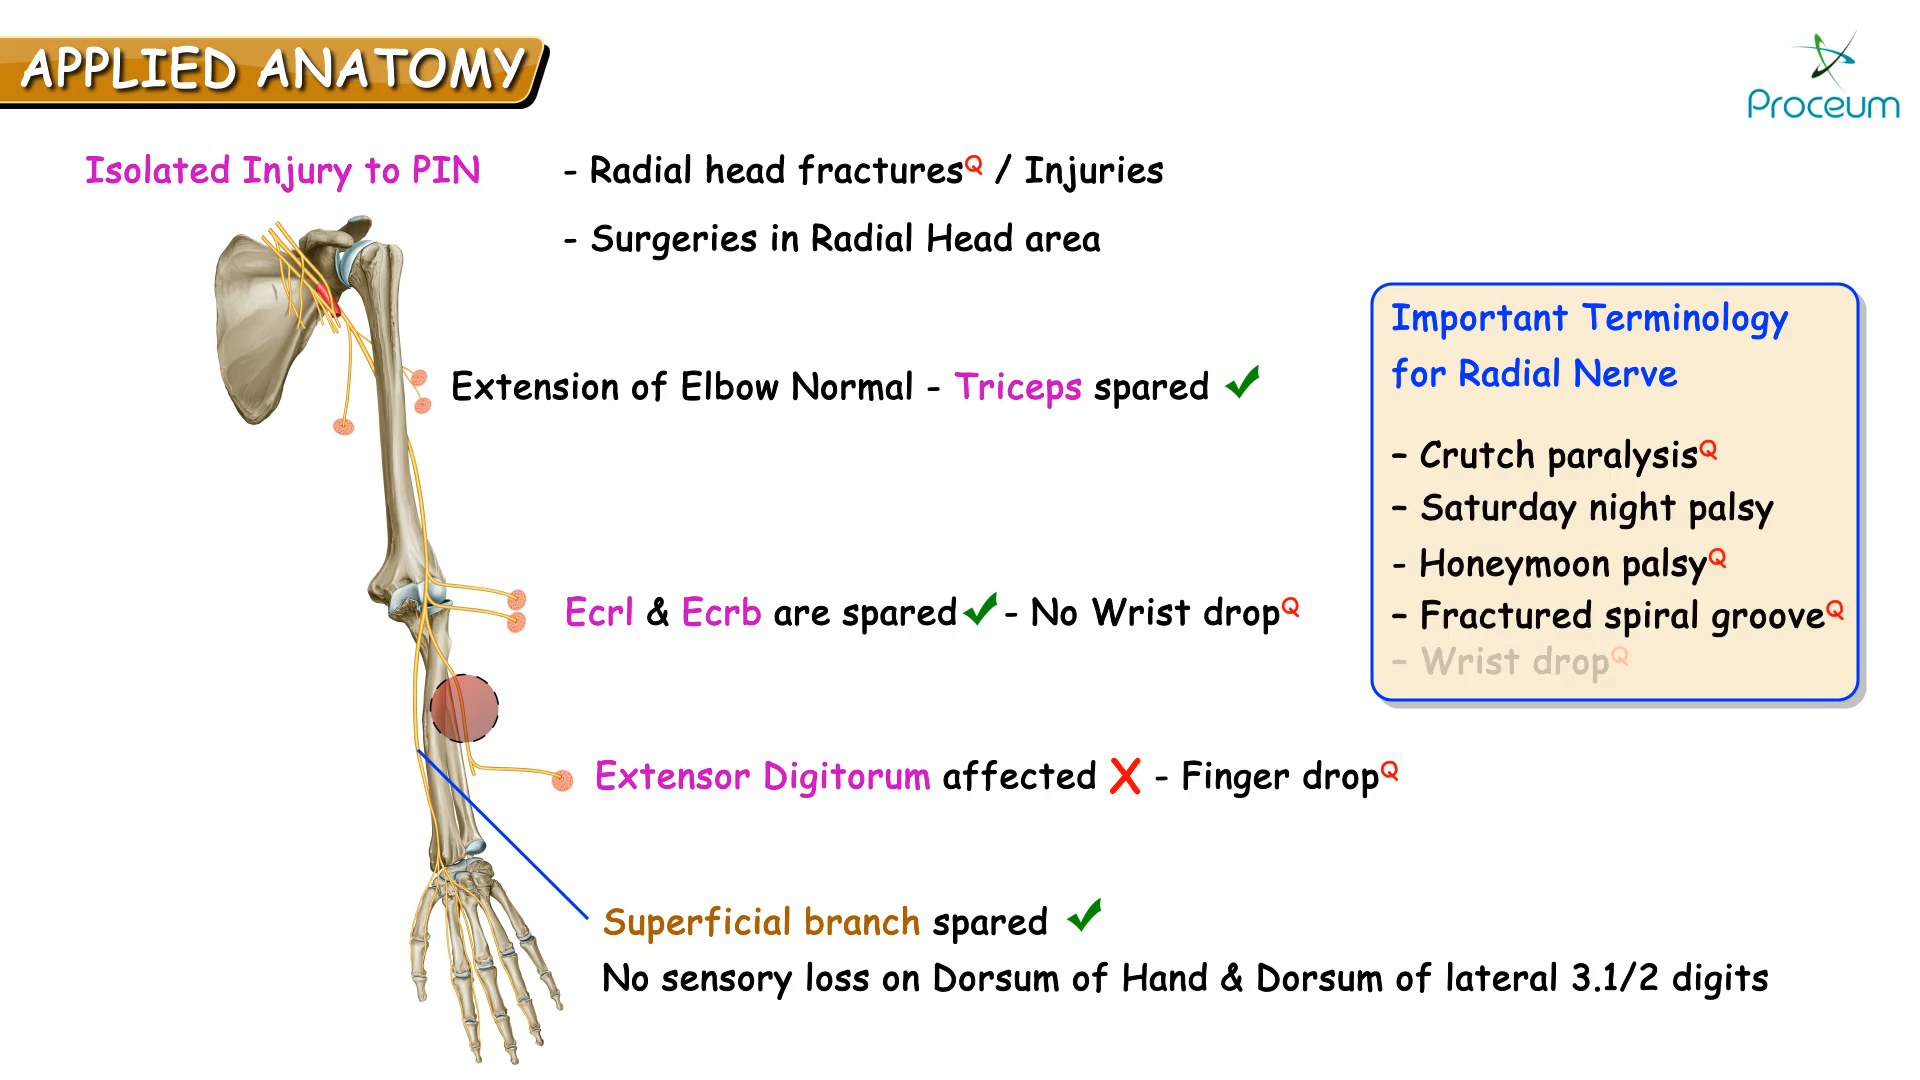 APPLIED ANATOMY
Proceum
Isolated Injury to PIN
- Radial head fracturesQ / Injuries
- Surgeries in Radial Head area
Extension of Elbow Normal - Triceps spared ✓
Ecrl & Ecrb are spared ✓ - No Wrist dropQ
Extensor Digitorum affected X - Finger dropQ
Superficial branch spared ✓
No sensory loss on Dorsum of Hand & Dorsum of lateral 3.1/2 digits
Important Terminology
for Radial Nerve
- Crutch paralysisQ
- Saturday night palsy
- Honeymoon palsyQ
- Fractured spiral grooveQ
- Wrist dropQ